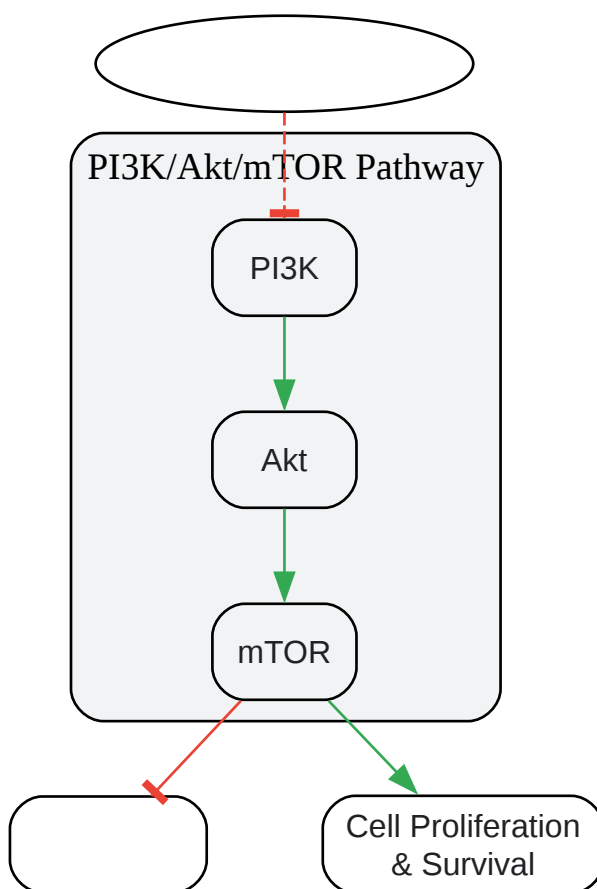 PI3K/Akt/mTOR Pathway
PI3K
Akt
mTOR
Cell Proliferation
& Survival